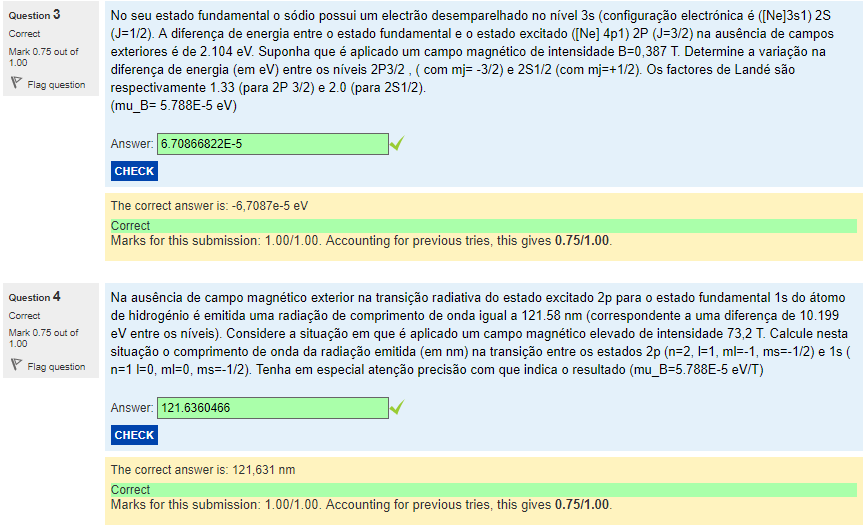 Question 3
Correct
Mark 0.75 out of
1.00
Flag question
No seu estado fundamental o sódio possui um electrão desemparelhado no nível 3s (configuração electrónica é ([Ne]3s1) 2S
(J=1/2). A diferença de energia entre o estado fundamental e o estado excitado ([Ne] 4p1) 2P (J=3/2) na ausência de campos
exteriores é de 2.104 eV. Suponha que é aplicado um campo magnético de intensidade B=0,387 T. Determine a variação na
diferença de energia (em eV) entre os níveis 2P3/2 , ( com mj= -3/2) e 2S1/2 (com mj=+1/2). Os factores de Landé são
respectivamente 1.33 (para 2P 3/2) e 2.0 (para 2S1/2).
(mu_B= 5.788E-5 eV)
Answer: 6.70866822E-5
CHECK
The correct answer is: -6,7087e-5 eV
Correct
Marks for this submission: 1.00/1.00. Accounting for previous tries, this gives 0.75/1.00.
Question 4
Correct
Mark 0.75 out of
1.00
Flag question
Na ausência de campo magnético exterior na transição radiativa do estado excitado 2p para o estado fundamental 1s do átomo
de hidrogénio é emitida uma radiação de comprimento de onda igual a 121.58 nm (correspondente a uma diferença de 10.199
eV entre os níveis). Considere a situação em que é aplicado um campo magnético elevado de intensidade 73,2 T. Calcule nesta
situação o comprimento de onda da radiação emitida (em nm) na transição entre os estados 2p (n=2, l=1, ml=-1, ms=-1/2) e 1s (
n=1 l=0, ml=0, ms=-1/2). Tenha em especial atenção precisão com que indica o resultado (mu_B=5.788E-5 eV/T)
Answer: 121.6360466
CHECK
The correct answer is: 121,631 nm
Correct
Marks for this submission: 1.00/1.00. Accounting for previous tries, this gives 0.75/1.00.